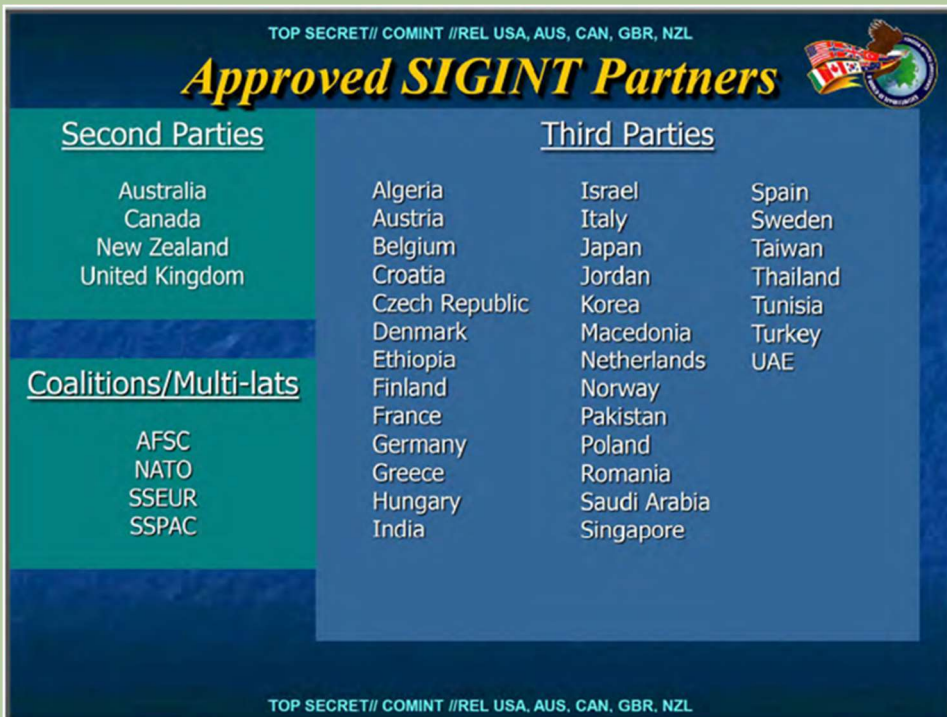 TOP SECRET// COMINT //REL USA, AUS, CAN, GBR, NZL
Approved SIGINT Partners
Second Parties
Australia
Canada
New Zealand
United Kingdom
Coalitions/Multi-lats
AFSC
NATO
SSEUR
SSPAC
Third Parties
Algeria
Austria
Belgium
Croatia
Czech Republic
Denmark
Ethiopia
Finland
France
Germany
Greece
Hungary
India
Israel
Italy
Japan
Jordan
Korea
Macedonia
Netherlands
Norway
Pakistan
Poland
Romania
Saudi Arabia
Singapore
Spain
Sweden
Taiwan
Thailand
Tunisia
Turkey
UAE
TOP SECRET// COMINT //REL USA, AUS, CAN, GBR, NZL